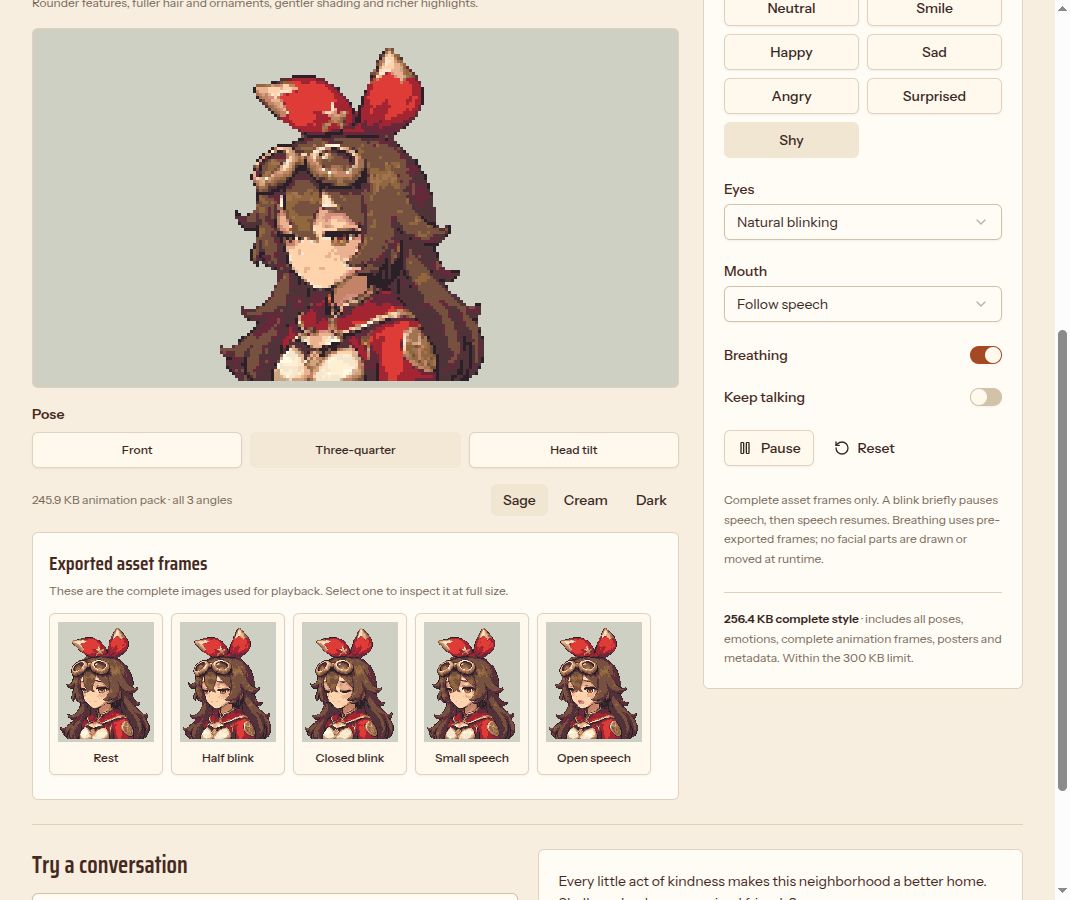 Rounder features, fuller hair and ornaments, gentler shading and richer highlights.
Pose
Front
Three-quarter
Head tilt
245.9 KB animation pack · all 3 angles
Sage
Cream
Dark
Exported asset frames
These are the complete images used for playback. Select one to inspect it at full size.
Rest
Half blink
Closed blink
Small speech
Open speech
Neutral
Smile
Happy
Sad
Angry
Surprised
Shy
Eyes
Natural blinking
Mouth
Follow speech
Breathing
Keep talking
Pause
Reset
Complete asset frames only. A blink briefly pauses
speech, then speech resumes. Breathing uses pre-
exported frames; no facial parts are drawn or
moved at runtime.
256.4 KB complete style · includes all poses,
emotions, complete animation frames, posters and
metadata. Within the 300 KB limit.
Try a conversation
Every little act of kindness makes this neighborhood a better home.